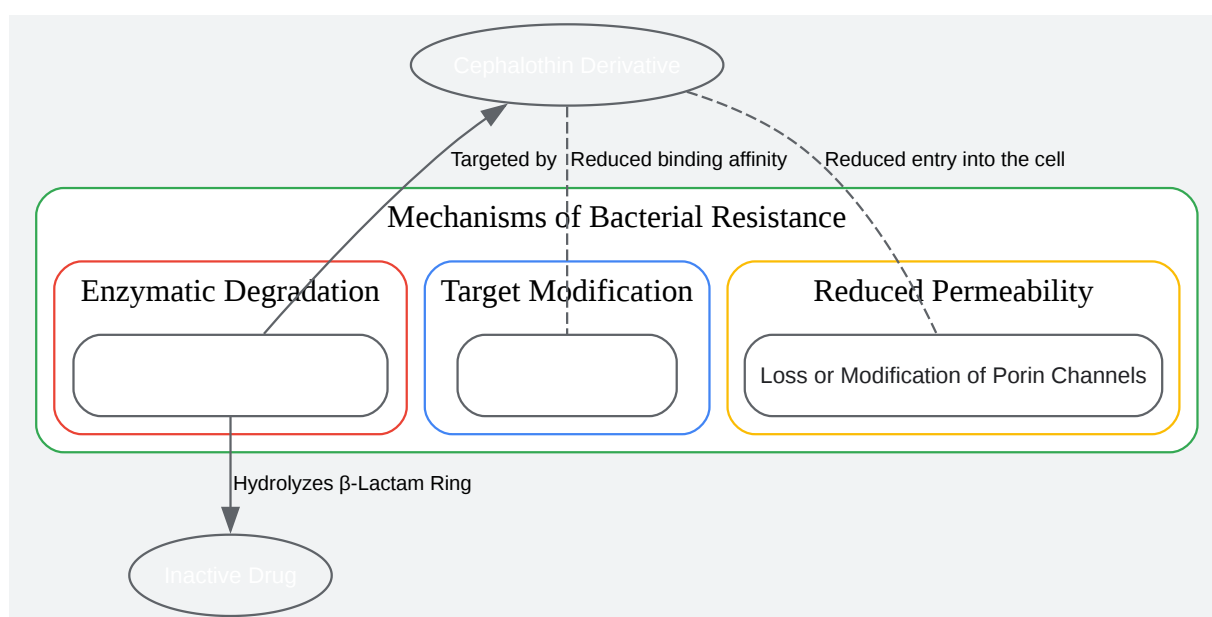 Cephalothin Derivative
Targeted by
Reduced binding affinity
Reduced entry into the cell
Mechanisms of Bacterial Resistance
Enzymatic Degradation
Target Modification
Reduced Permeability
Loss or Modification of Porin Channels
Hydrolyzes β-Lactam Ring
Inactive Drug